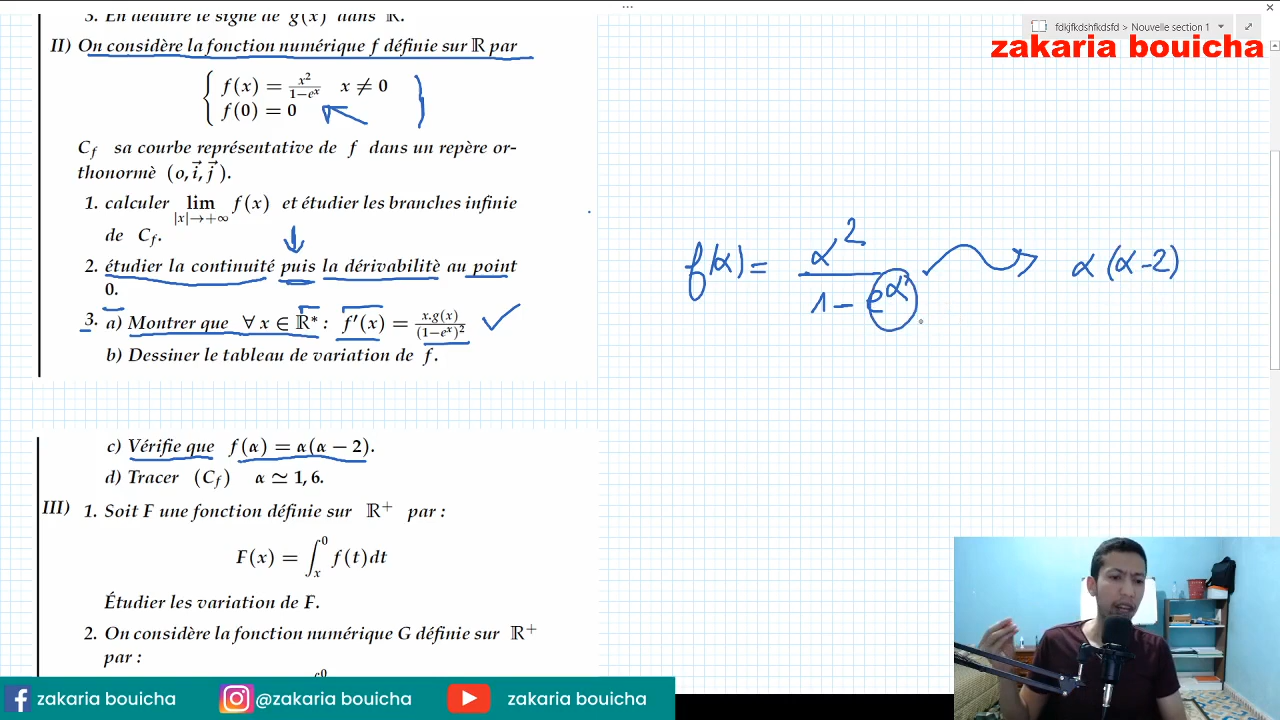 3. En déduire le signe de g(x) dans ℝ.
fdkjfkdshfkdsfd > Nouvelle section 1
zakaria bouicha
II) On considère la fonction numérique f définie sur ℝ par
f(x) = x²/(1−eˣ) x ≠ 0
f(0) = 0
C_f sa courbe représentative de f dans un repère or-
thonormè (o, i⃗, j⃗).
1. calculer lim |x|→+∞ f(x) et étudier les branches infinie
de C_f.
2. étudier la continuité puis la dérivabilité au point
0.
3. a) Montrer que ∀ x ∈ ℝ* : f′(x) = x.g(x)/(1−eˣ)²
b) Dessiner le tableau de variation de f.
c) Vérifie que f(α) = α(α − 2).
d) Tracer (C_f) α ≃ 1,6.
III) 1. Soit F une fonction définie sur ℝ⁺ par :
F(x) = ∫ₓ⁰ f(t)dt
Étudier les variation de F.
2. On considère la fonction numérique G définie sur ℝ⁺
par :
f(α) = α²/(1 − e^α) α(α−2)
zakaria bouicha
@zakaria bouicha
zakaria bouicha